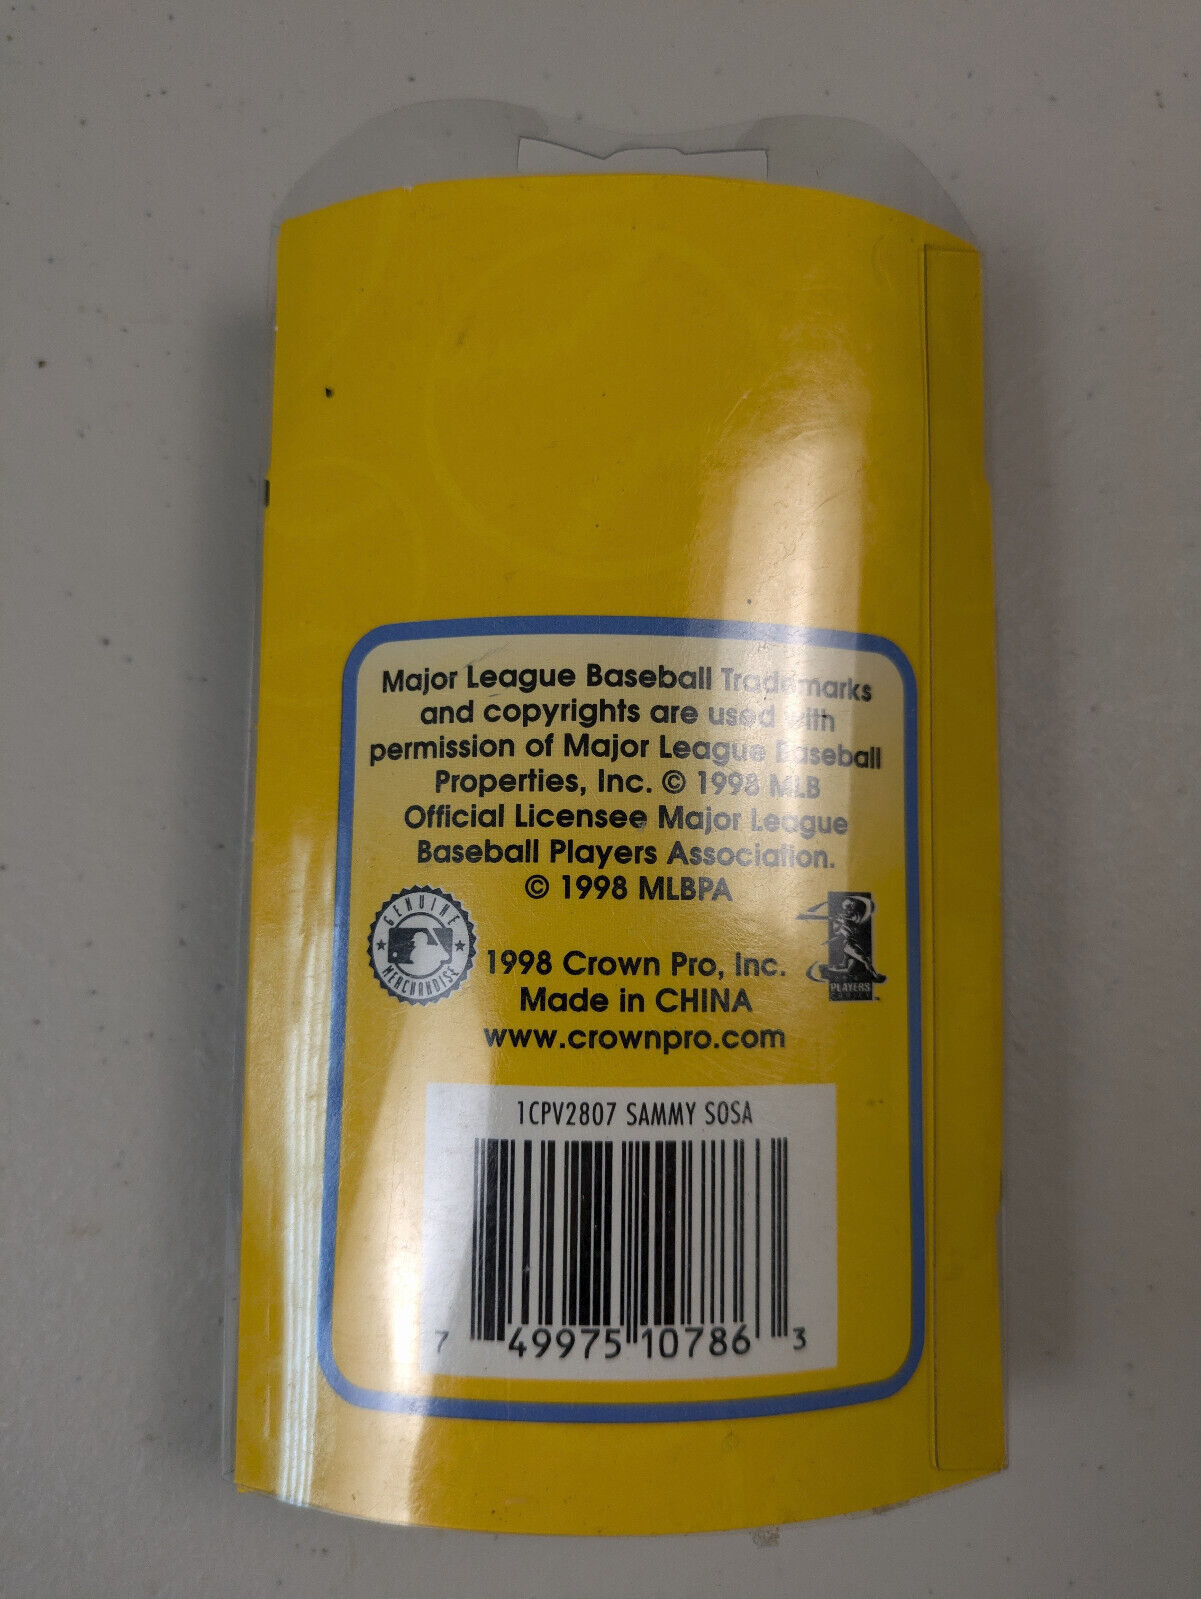 Major League Baseball Trademarks
and copyrights are used with
permission of Major League Baseball
Properties, Inc. © 1998 MLB
Official Licensee Major League
Baseball Players Association.
© 1998 MLBPA
GENUINE
MERCHANDISE
1998 Crown Pro, Inc.
Made in CHINA
www.crownpro.com
PLAYERS
CHOICE
™
1CPV2807 SAMMY SOSA
7 49975 10786 3